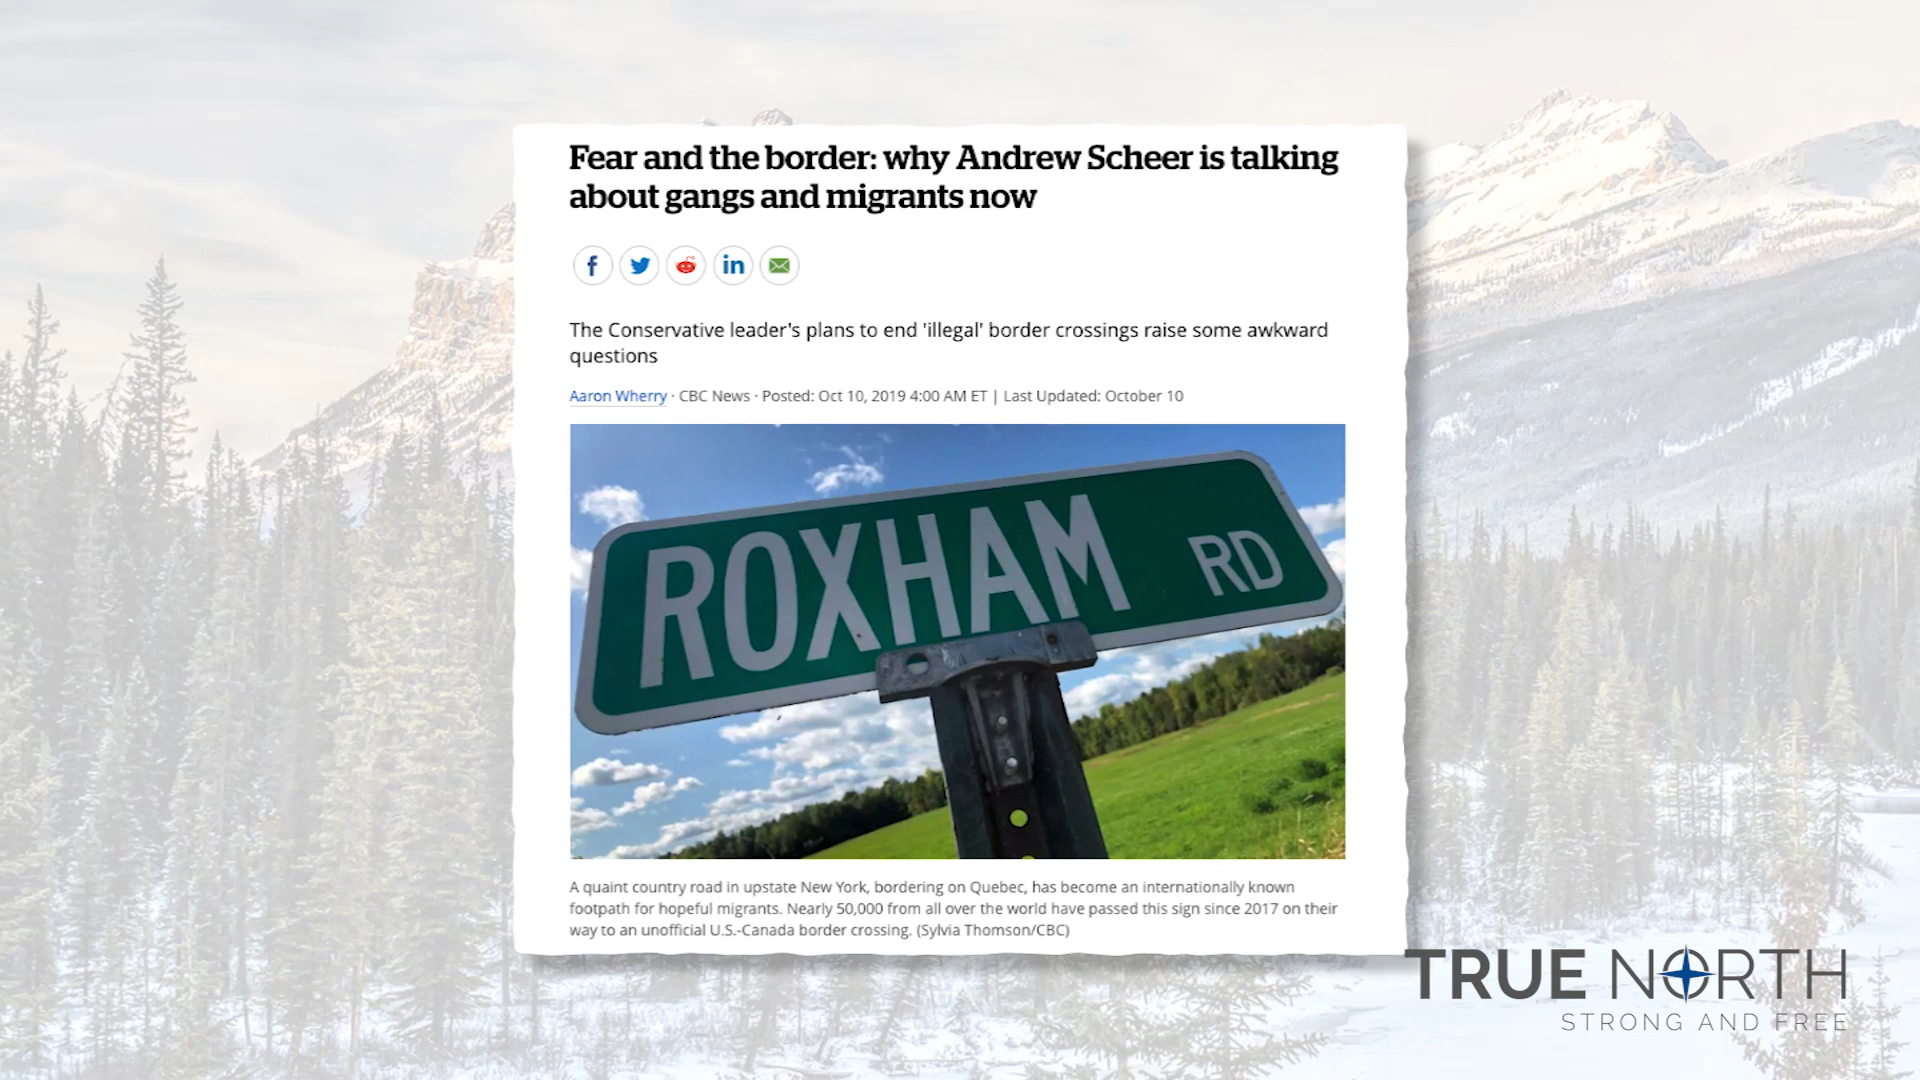 Fear and the border: why Andrew Scheer is talking
about gangs and migrants now
The Conservative leader's plans to end 'illegal' border crossings raise some awkward
questions
Aaron Wherry · CBC News · Posted: Oct 10, 2019 4:00 AM ET | Last Updated: October 10
ROXHAM RD
A quaint country road in upstate New York, bordering on Quebec, has become an internationally known
footpath for hopeful migrants. Nearly 50,000 from all over the world have passed this sign since 2017 on their
way to an unofficial U.S.-Canada border crossing. (Sylvia Thomson/CBC)
TRUE NORTH
STRONG AND FREE